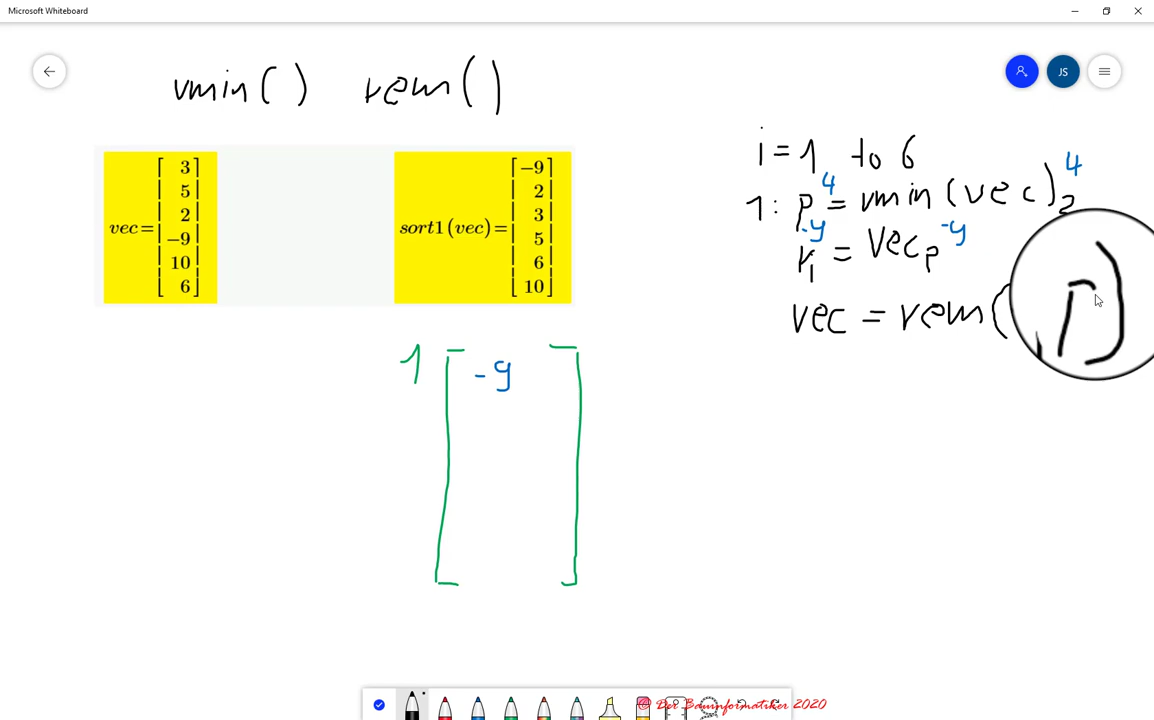 Microsoft Whiteboard
vmin() rem()
JS
vec=
3
5
2
−9
10
6
sort1(vec)=
−9
2
3
5
6
10
i = 1 to 6
4 4
1: p = vmin(vec)2
-9 -9
r1 = vecp
vec = rem(
,p)
1
-9
© Der Bauinformatiker 2020